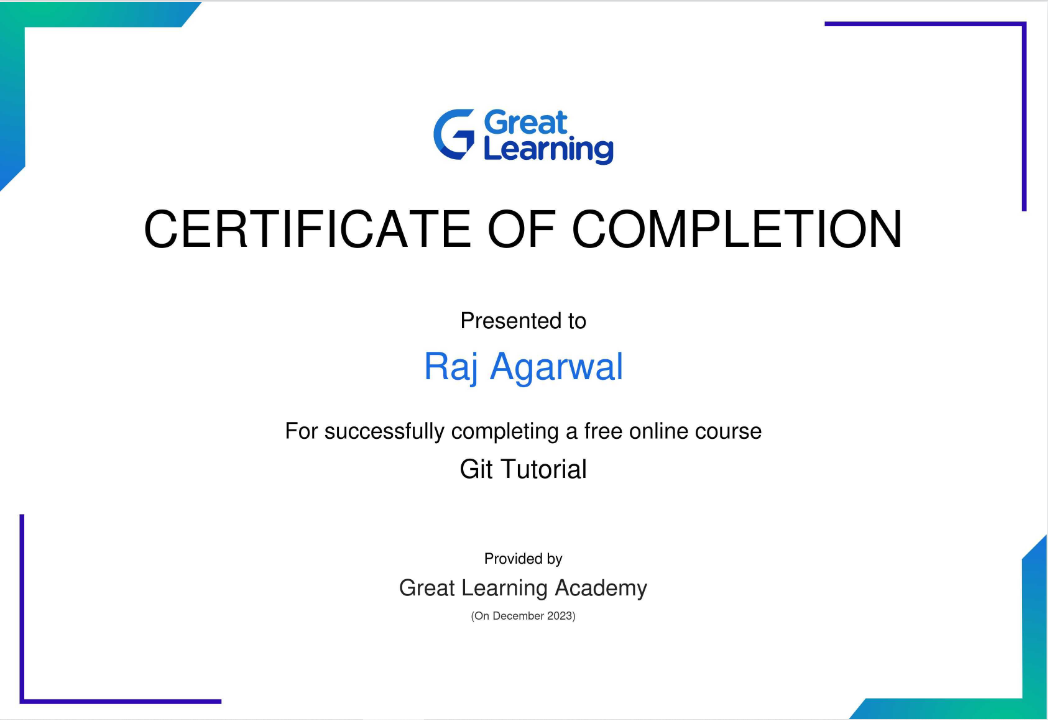 Great
Learning
CERTIFICATE OF COMPLETION
Presented to
Raj Agarwal
For successfully completing a free online course
Git Tutorial
Provided by
Great Learning Academy
(On December 2023)